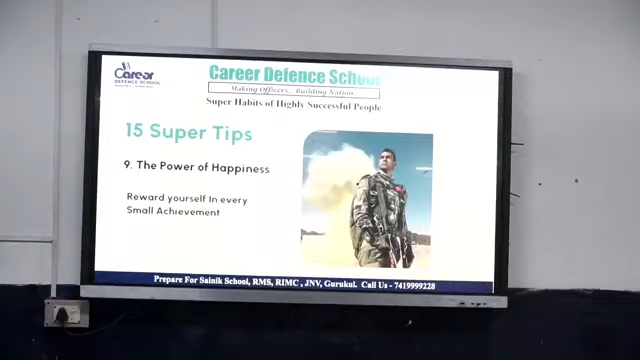 Career
DEFENCE SCHOOL
Career Defence School
Making Officers... Building Nation.
Super Habits of Highly Successful People
15 Super Tips
9. The Power of Happiness
Reward yourself In every
Small Achievement
Prepare For Sainik School, RMS, RIMC , JNV, Gurukul. Call Us - 7419999228